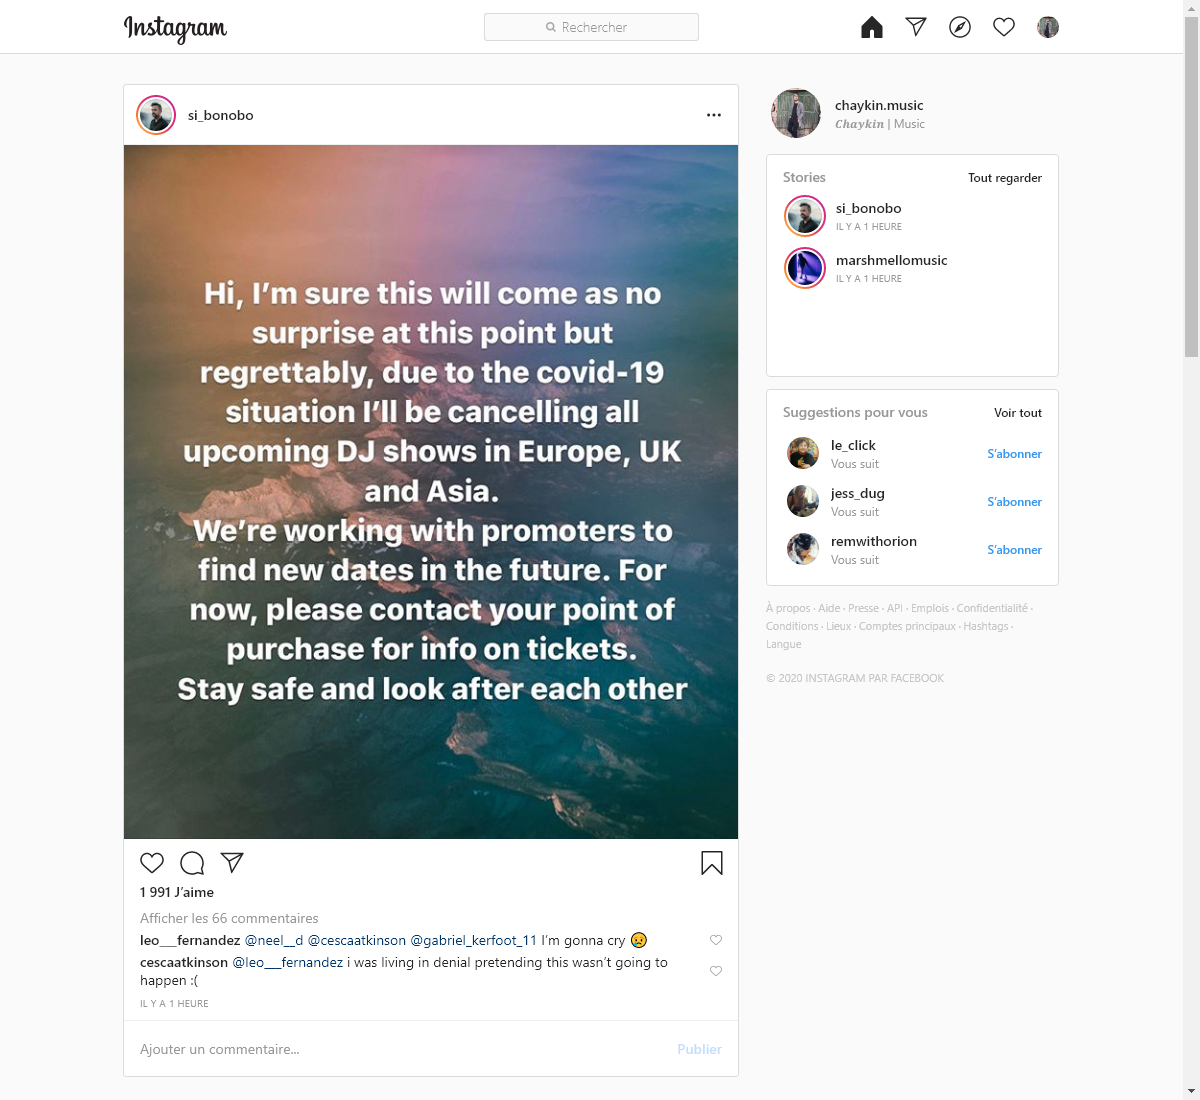 Instagram
Rechercher
si_bonobo
Hi, I'm sure this will come as no
surprise at this point but
regrettably, due to the covid-19
situation I'll be cancelling all
upcoming DJ shows in Europe, UK
and Asia.
We're working with promoters to
find new dates in the future. For
now, please contact your point of
purchase for info on tickets.
Stay safe and look after each other
1 991 J'aime
Afficher les 66 commentaires
leo___fernandez @neel__d @cescaatkinson @gabriel_kerfoot_11 I'm gonna cry 😢
cescaatkinson @leo___fernandez i was living in denial pretending this wasn't going to
happen :(
IL Y A 1 HEURE
Ajouter un commentaire... Publier
chaykin.music
𝑪𝒉𝒂𝒚𝒌𝒊𝒏 | Music
Stories Tout regarder
si_bonobo
IL Y A 1 HEURE
marshmellomusic
IL Y A 1 HEURE
Suggestions pour vous Voir tout
le_click
Vous suit
S'abonner
jess_dug
Vous suit
S'abonner
remwithorion
Vous suit
S'abonner
À propos · Aide · Presse · API · Emplois · Confidentialité ·
Conditions · Lieux · Comptes principaux · Hashtags ·
Langue
© 2020 INSTAGRAM PAR FACEBOOK